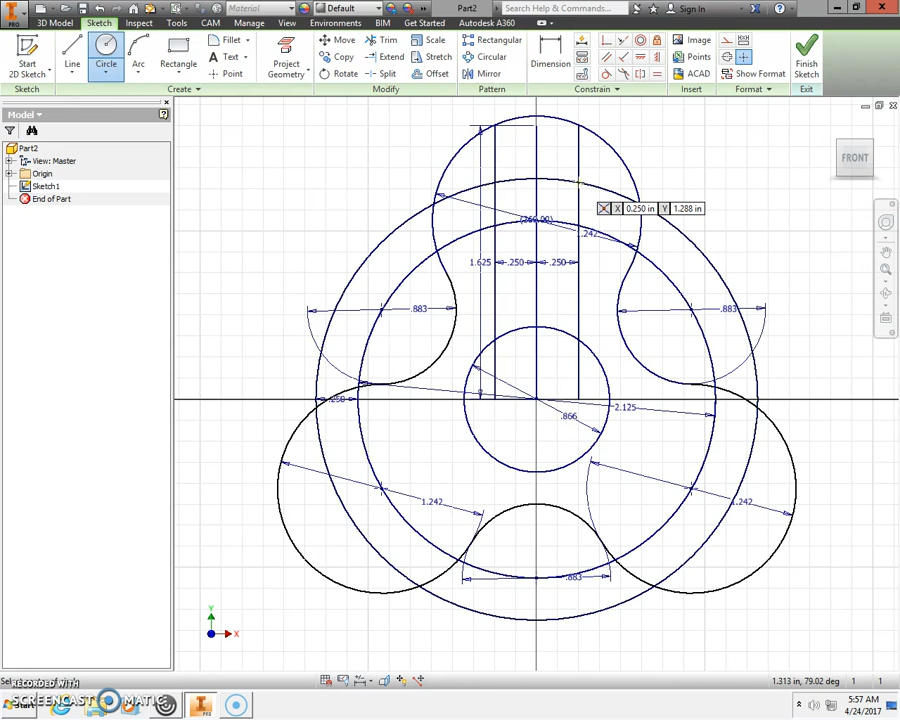 Material
Default
Part2
Search Help & Commands...
Sign In
PRO
3D Model
Sketch
Inspect
Tools
CAM
Manage
View
Environments
BIM
Get Started
Autodesk A360
Start
2D Sketch
Line
Circle
Arc
Rectangle
Fillet
Text
Point
Project
Geometry
Move
Copy
Rotate
Trim
Extend
Split
Scale
Stretch
Offset
Rectangular
Circular
Mirror
Dimension
Image
Points
ACAD
Show Format
Finish
Sketch
Sketch
Create
Modify
Pattern
Constrain
Insert
Format
Exit
Model
Part2
View: Master
Origin
Sketch1
End of Part
FRONT
X 0.250 in Y 1.288 in
1.242
1.625
.250
.250
.883
.883
.250
2.125
.866
1.242
1.242
.883
Y
X
RECORDED WITH
SCREENCAST MATIC
Start
1.313 in, 79.02 deg
1
1
5:57 AM
4/24/2017